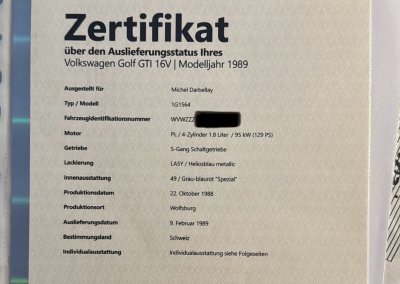 Zertifikat
über den Auslieferungsstatus Ihres
Volkswagen Golf GTI 16V | Modelljahr 1989
Ausgestellt für Michel Darbellay
Typ / Modell 1G1564
Fahrzeugidentifikationsnummer WVWZZZ
Motor PL / 4-Zylinder 1.8 Liter / 95 kW (129 PS)
Getriebe 5-Gang Schaltgetriebe
Lackierung LA5Y / Heliosblau metallic
Innenausstattung 49 / Grau-blaurot "Spezial"
Produktionsdatum 22. Oktober 1988
Produktionsort Wolfsburg
Auslieferungsdatum 9. Februar 1989
Bestimmungsland Schweiz
Individualausstattung Individualausstattung siehe Folgeseiten